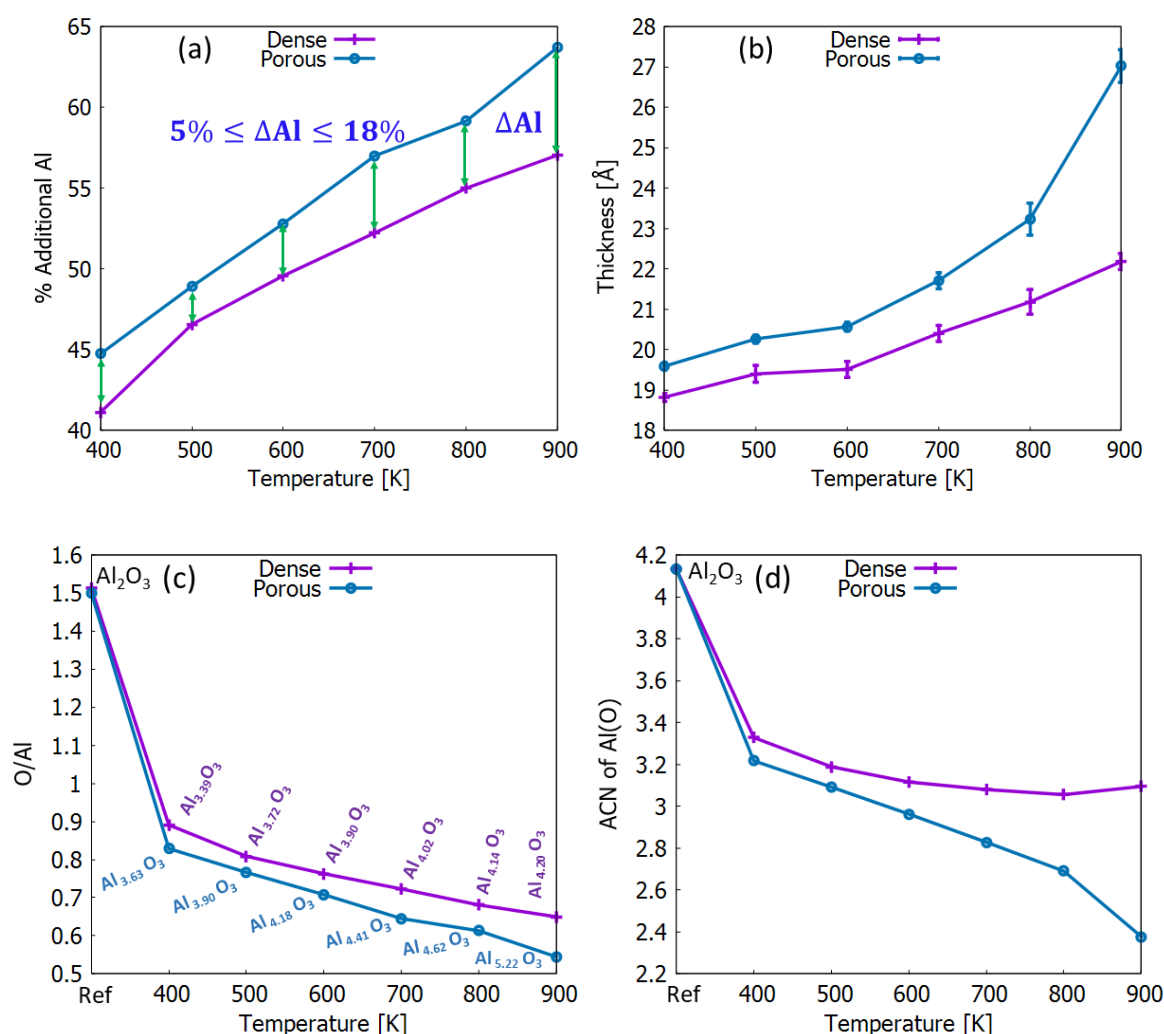 (a)
Dense
Porous
5% ≤ ΔAl ≤ 18%
ΔAl
% Additional Al
65
60
55
50
45
40
400 500 600 700 800 900
Temperature [K]
(b)
Dense
Porous
Thickness [Å]
28
27
26
25
24
23
22
21
20
19
18
400 500 600 700 800 900
Temperature [K]
Al₂O₃ (c)
Dense
Porous
O/Al
1.6
1.5
1.4
1.3
1.2
1.1
1
0.9
0.8
0.7
0.6
0.5
Al₃.₃₉O₃
Al₃.₇₂O₃
Al₃.₉₀O₃
Al₄.₀₂O₃
Al₄.₁₄O₃
Al₄.₂₀O₃
Al₃.₆₃O₃
Al₃.₉₀O₃
Al₄.₁₈O₃
Al₄.₄₁O₃
Al₄.₆₂O₃
Al₅.₂₂O₃
Ref 400 500 600 700 800 900
Temperature [K]
Al₂O₃ (d)
Dense
Porous
ACN of Al(O)
4.2
4
3.8
3.6
3.4
3.2
3
2.8
2.6
2.4
2.2
Ref 400 500 600 700 800 900
Temperature [K]